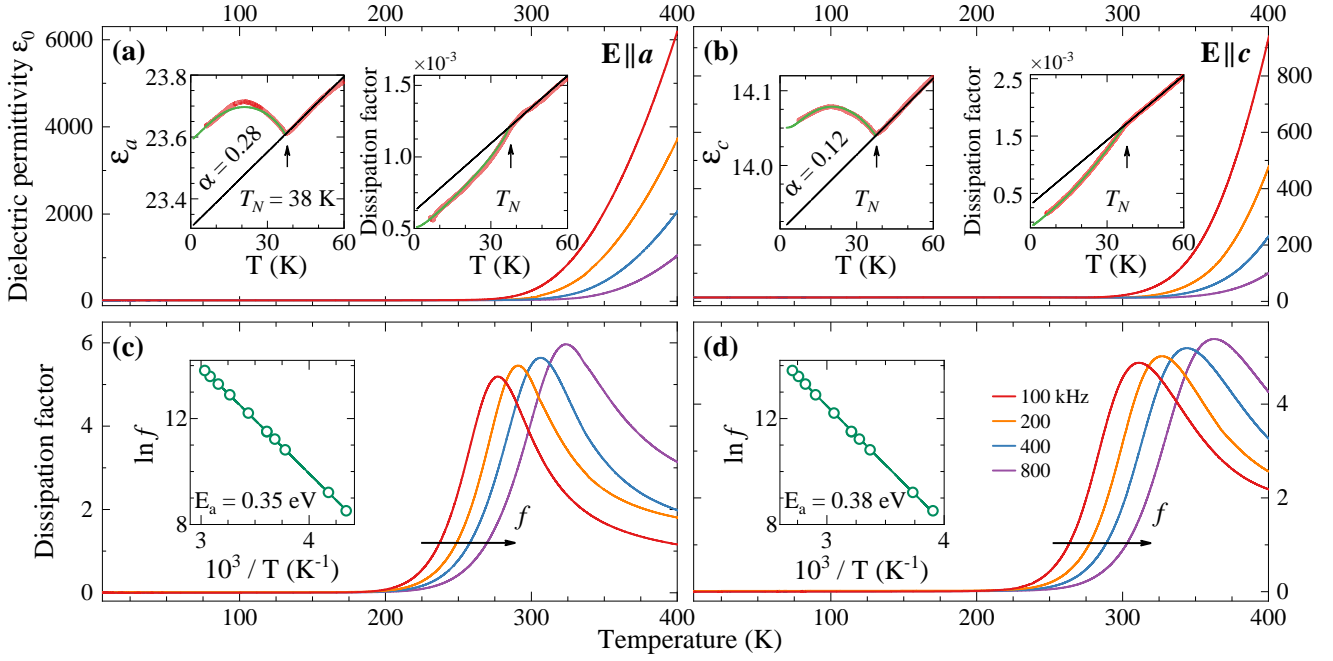 100 200 300 400 100 200 300 400
6000
4000
2000
0
Dielectric permittivity ε₀
(a)
E∥a
23.8
23.6
23.4
εₐ
α = 0.28
T_N = 38 K
0 30 60
T (K)
×10⁻³
1.5
1.0
0.5
Dissipation factor
T_N
0 30 60
T (K)
(b)
E∥c
14.1
14.0
ε_c
α = 0.12
T_N
0 30 60
T (K)
×10⁻³
2.5
1.5
0.5
Dissipation factor
T_N
0 30 60
T (K)
800
600
400
200
0
(c)
6
5
4
3
2
1
0
Dissipation factor
12
8
ln f
Eₐ = 0.35 eV
3 4
10³ / T (K⁻¹)
f
(d)
12
8
ln f
Eₐ = 0.38 eV
3 4
10³ / T (K⁻¹)
100 kHz
200
400
800
f
4
2
0
100 200 300 400 100 200 300 400
Temperature (K)